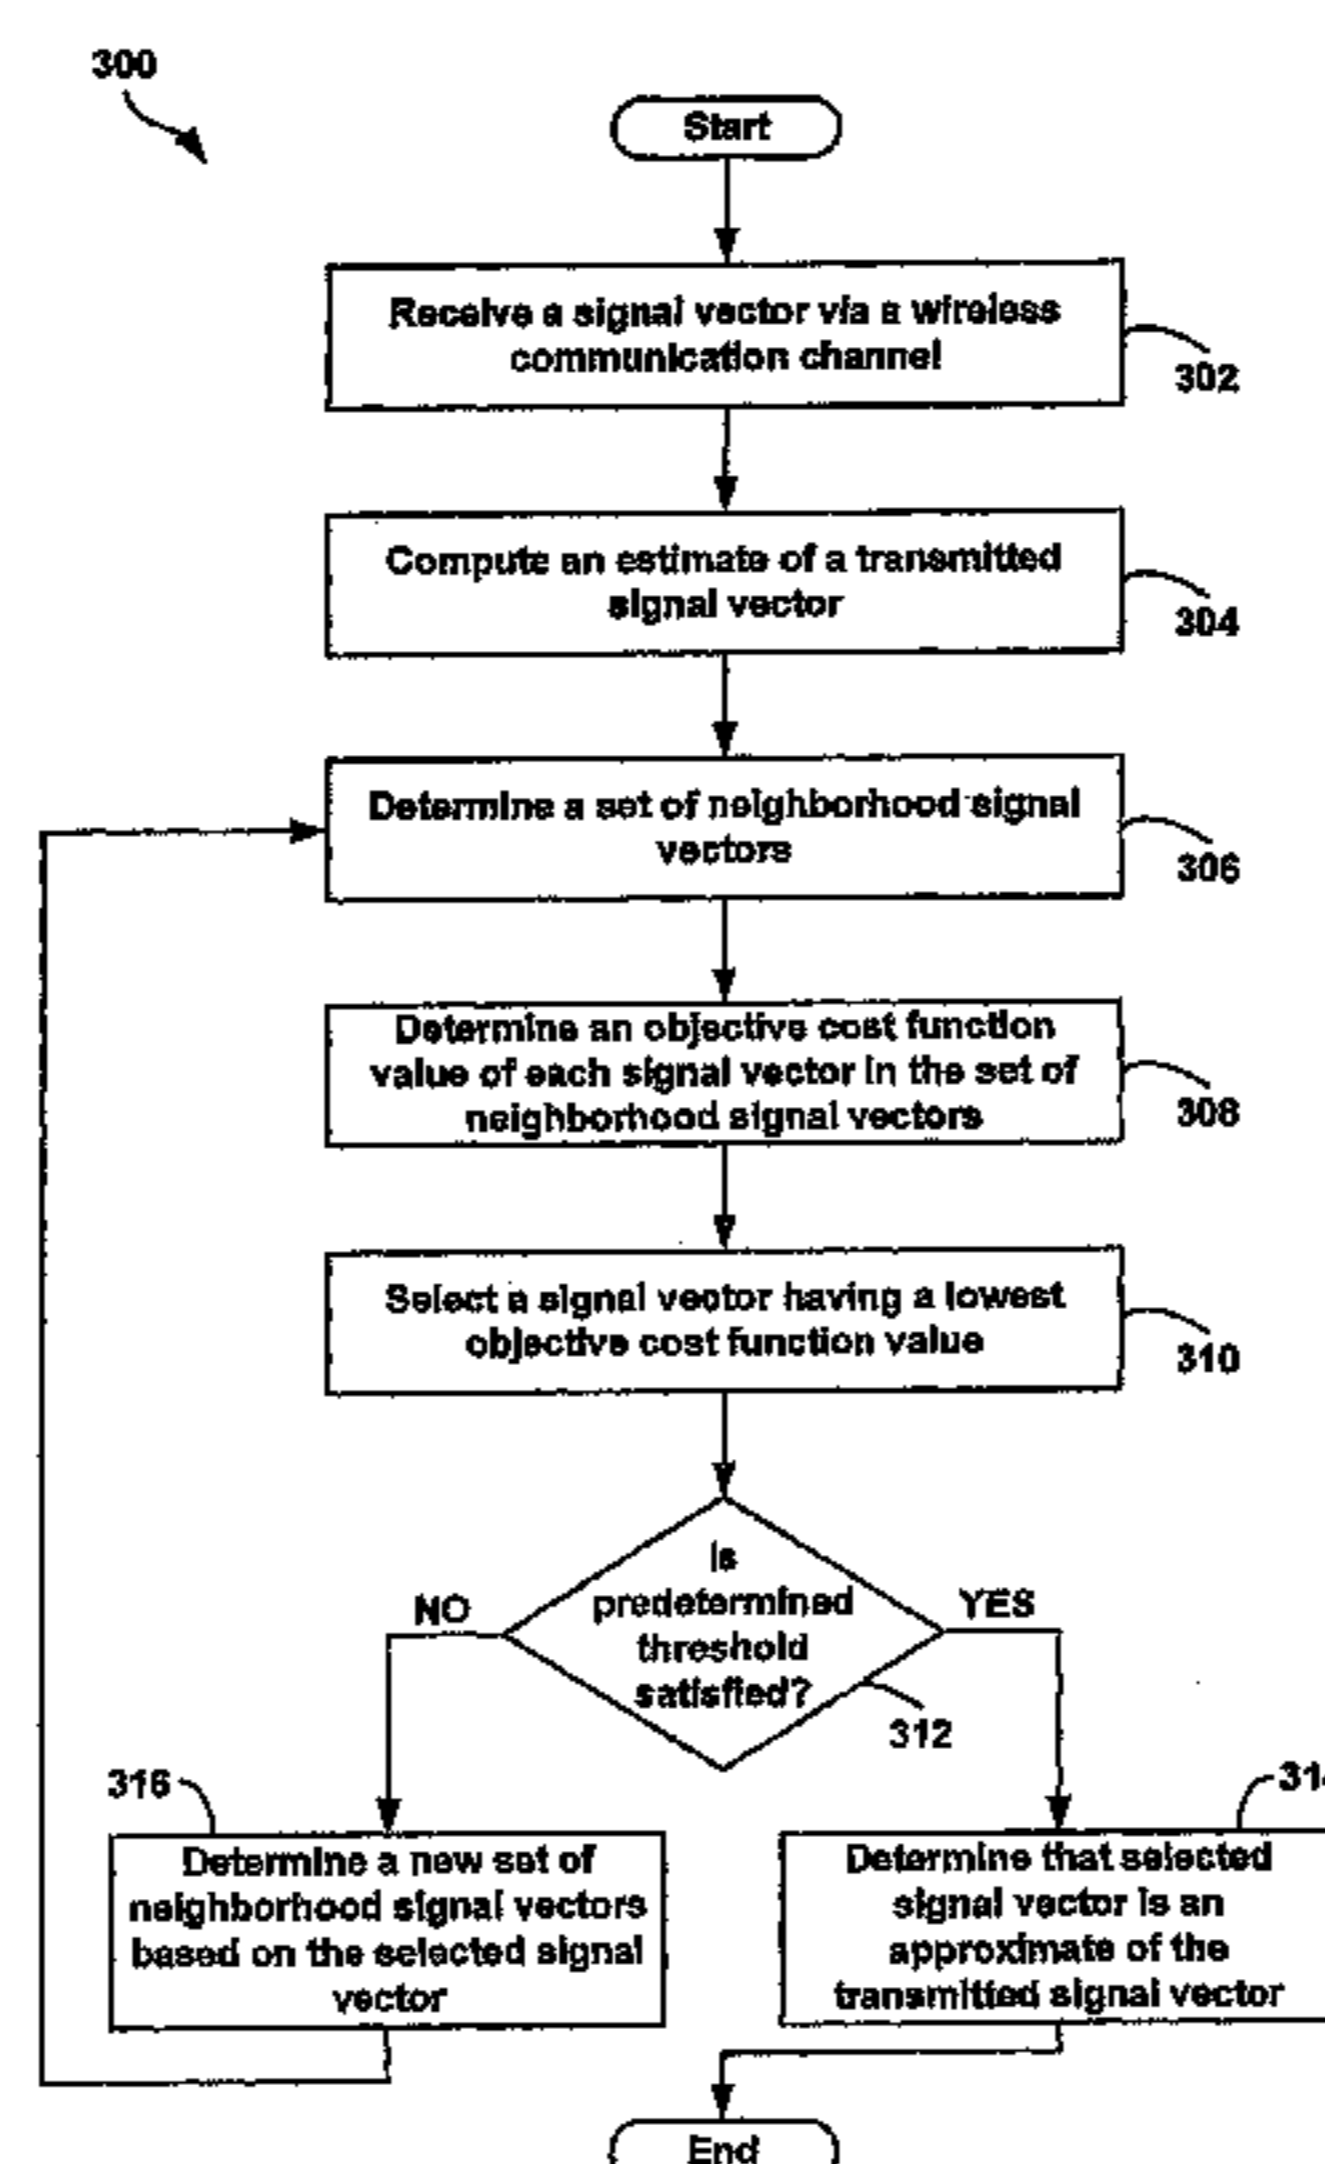 300
Start
Receive a signal vector via a wireless
communication channel
302
Compute an estimate of a transmitted
signal vector
304
Determine a set of neighborhood signal
vectors
306
Determine an objective cost function
value of each signal vector in the set of
neighborhood signal vectors
308
Select a signal vector having a lowest
objective cost function value
310
Is
predetermined
threshold
satisfied?
NO
YES
312
316
Determine a new set of
neighborhood signal vectors
based on the selected signal
vector
314
Determine that selected
signal vector is an
approximate of the
transmitted signal vector
End